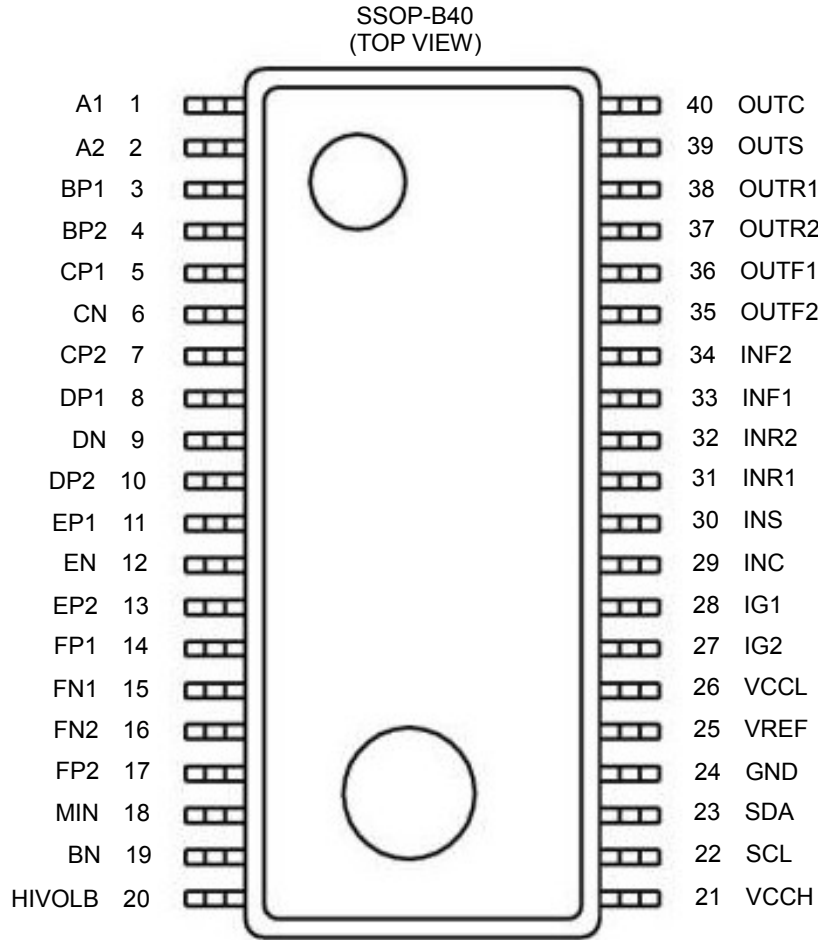 SSOP-B40
(TOP VIEW)
A1 1 40 OUTC
A2 2 39 OUTS
BP1 3 38 OUTR1
BP2 4 37 OUTR2
CP1 5 36 OUTF1
CN 6 35 OUTF2
CP2 7 34 INF2
DP1 8 33 INF1
DN 9 32 INR2
DP2 10 31 INR1
EP1 11 30 INS
EN 12 29 INC
EP2 13 28 IG1
FP1 14 27 IG2
FN1 15 26 VCCL
FN2 16 25 VREF
FP2 17 24 GND
MIN 18 23 SDA
BN 19 22 SCL
HIVOLB 20 21 VCCH